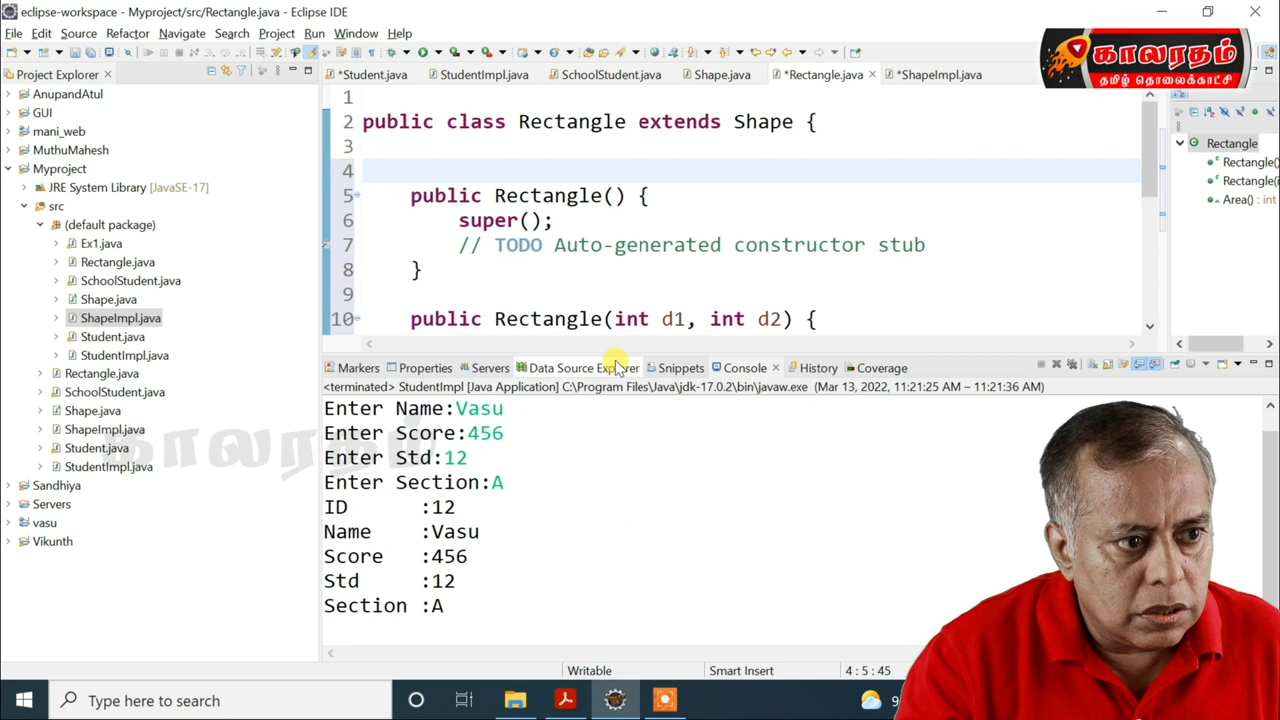 eclipse-workspace - Myproject/src/Rectangle.java - Eclipse IDE
File Edit Source Refactor Navigate Search Project Run Window Help
காலரதம்
தமிழ் தொலைக்காட்சி
Project Explorer
*Student.java StudentImpl.java SchoolStudent.java Shape.java *Rectangle.java *ShapeImpl.java
AnupandAtul
GUI
mani_web
MuthuMahesh
Myproject
JRE System Library [JavaSE-17]
src
(default package)
Ex1.java
Rectangle.java
SchoolStudent.java
Shape.java
ShapeImpl.java
Student.java
StudentImpl.java
Rectangle.java
SchoolStudent.java
Shape.java
ShapeImpl.java
Student.java
StudentImpl.java
Sandhiya
Servers
vasu
Vikunth
1
2 public class Rectangle extends Shape {
3
4
5 public Rectangle() {
6 super();
7 // TODO Auto-generated constructor stub
8 }
9
10 public Rectangle(int d1, int d2) {
Rectangle
Rectangle()
Rectangle(i
Area() : int
Markers Properties Servers Data Source Explorer Snippets Console History Coverage
<terminated> StudentImpl [Java Application] C:\Program Files\Java\jdk-17.0.2\bin\javaw.exe (Mar 13, 2022, 11:21:25 AM – 11:21:36 AM)
Enter Name:Vasu
Enter Score:456
Enter Std:12
Enter Section:A
ID :12
Name :Vasu
Score :456
Std :12
Section :A
காலரதம்
Writable Smart Insert 4 : 5 : 45
Type here to search
9